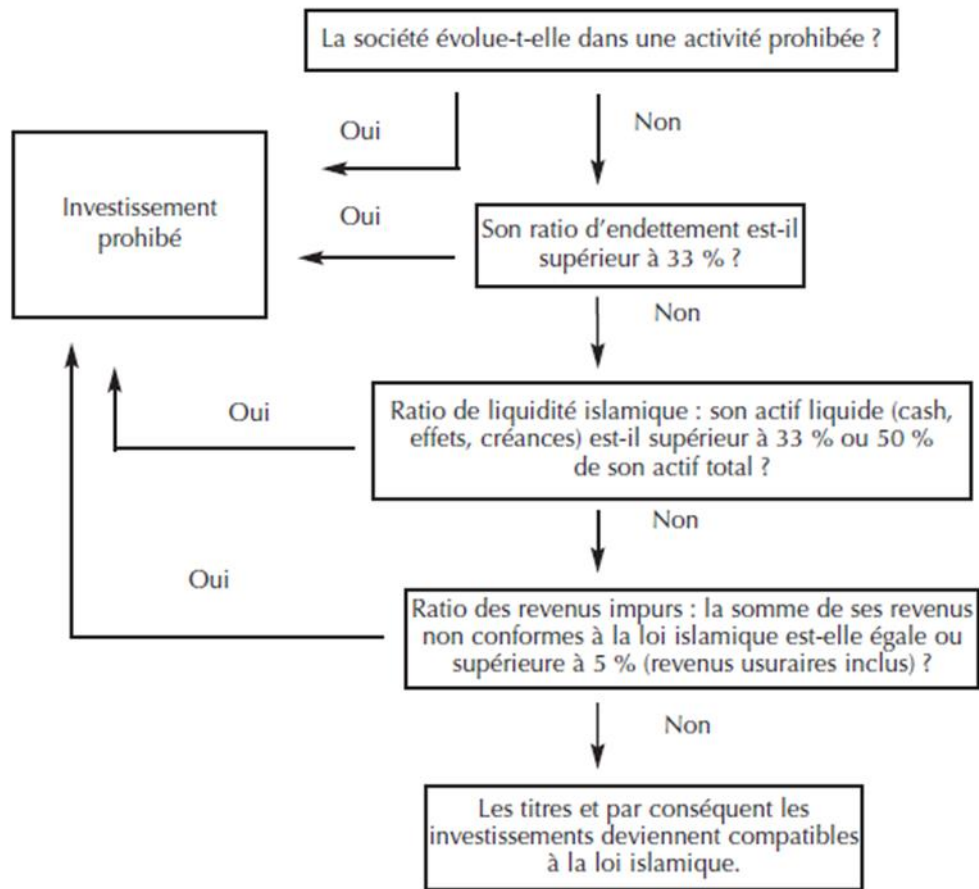 La société évolue-t-elle dans une activité prohibée ?
Oui
Non
Investissement
prohibé
Oui
Son ratio d'endettement est-il
supérieur à 33 % ?
Non
Oui
Ratio de liquidité islamique : son actif liquide (cash,
effets, créances) est-il supérieur à 33 % ou 50 %
de son actif total ?
Non
Oui
Ratio des revenus impurs : la somme de ses revenus
non conformes à la loi islamique est-elle égale ou
supérieure à 5 % (revenus usuraires inclus) ?
Non
Les titres et par conséquent les
investissements deviennent compatibles
à la loi islamique.